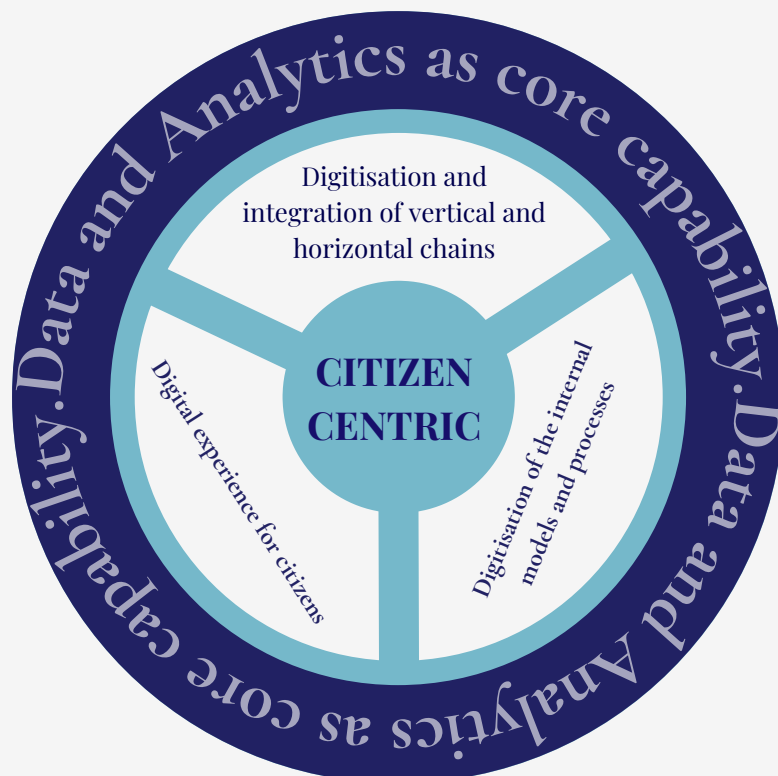 Data and Analytics as core capability.
Data and Analytics as core capability.
Digitisation and
integration of vertical and
horizontal chains
CITIZEN
CENTRIC
Digital experience for citizens
Digitisation of the internal
models and processes